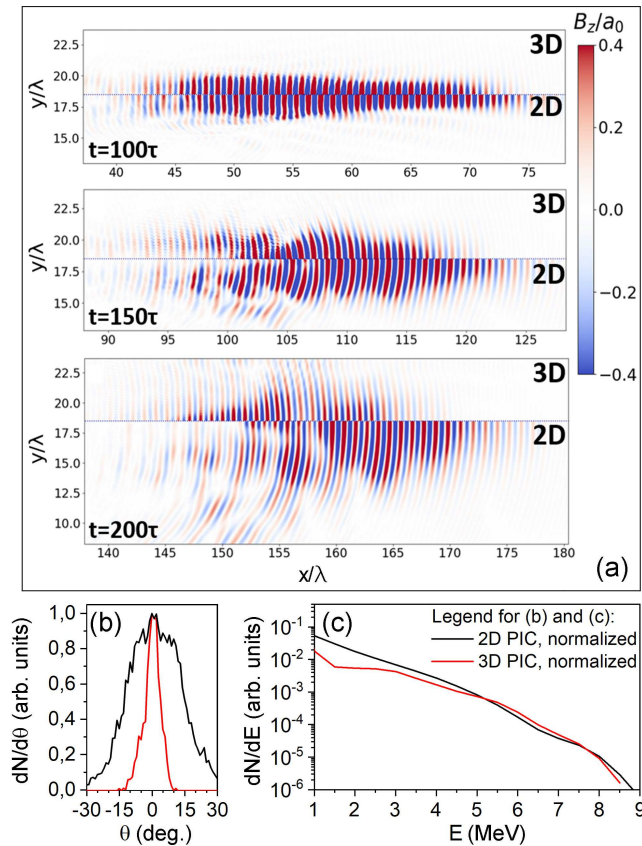 B_z/a_0
3D
22.5
20.0
17.5
15.0
y/λ
2D
t=100τ
40 45 50 55 60 65 70 75
0.4
0.2
0.0
−0.2
−0.4
3D
22.5
20.0
17.5
15.0
y/λ
2D
t=150τ
90 95 100 105 110 115 120 125
3D
22.5
20.0
17.5
15.0
12.5
10.0
y/λ
2D
t=200τ
140 145 150 155 160 165 170 175 180
x/λ
(a)
(b)
dN/dθ (arb. units)
1,0
0,8
0,6
0,4
0,2
0,0
-30 -15 0 15 30
θ (deg.)
(c)
Legend for (b) and (c):
2D PIC, normalized
3D PIC, normalized
dN/dE (arb. units)
10^-1
10^-2
10^-3
10^-4
10^-5
10^-6
1 2 3 4 5 6 7 8 9
E (MeV)